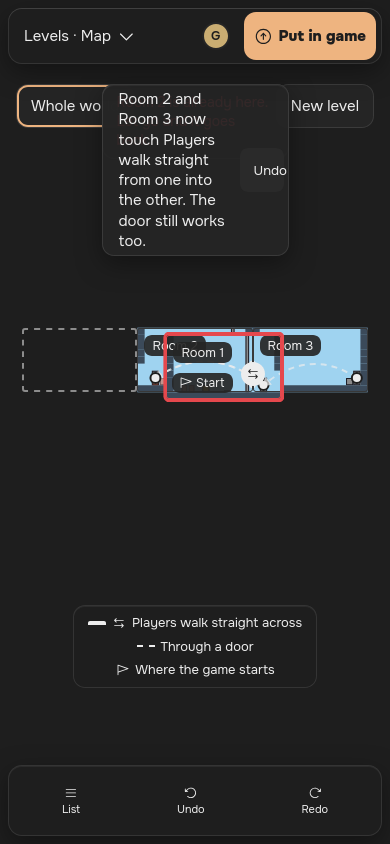 Levels · Map
G
Put in game
Whole wo
New level
Room 2 and
Room 3 now
touch Players
walk straight
from one into
the other. The
door still works
too.
Undo
Room 1
Room 3
Start
Players walk straight across
Through a door
Where the game starts
List
Undo
Redo